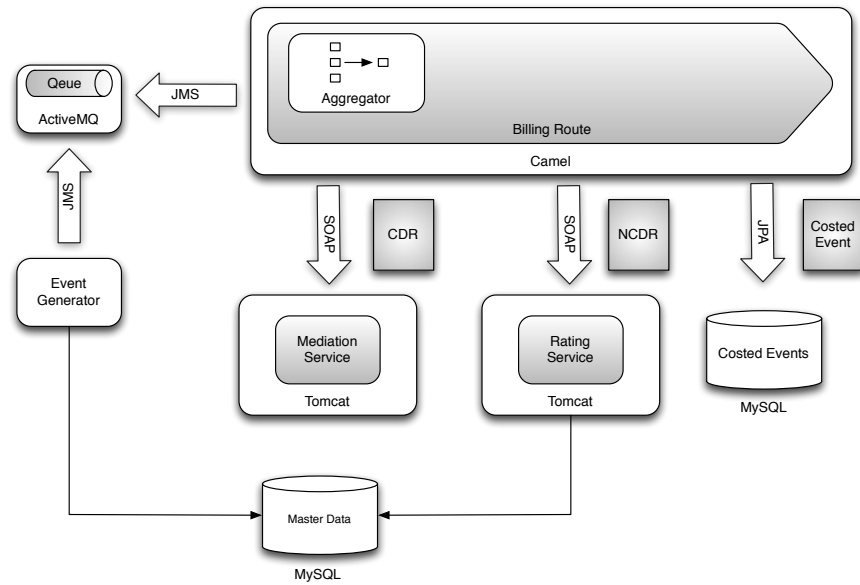 Qeue
ActiveMQ
JMS
Aggregator
Billing Route
Camel
JMS
SOAP
CDR
SOAP
NCDR
JPA
Costed
Event
Event
Generator
Mediation
Service
Tomcat
Rating
Service
Tomcat
Costed Events
MySQL
Master Data
MySQL